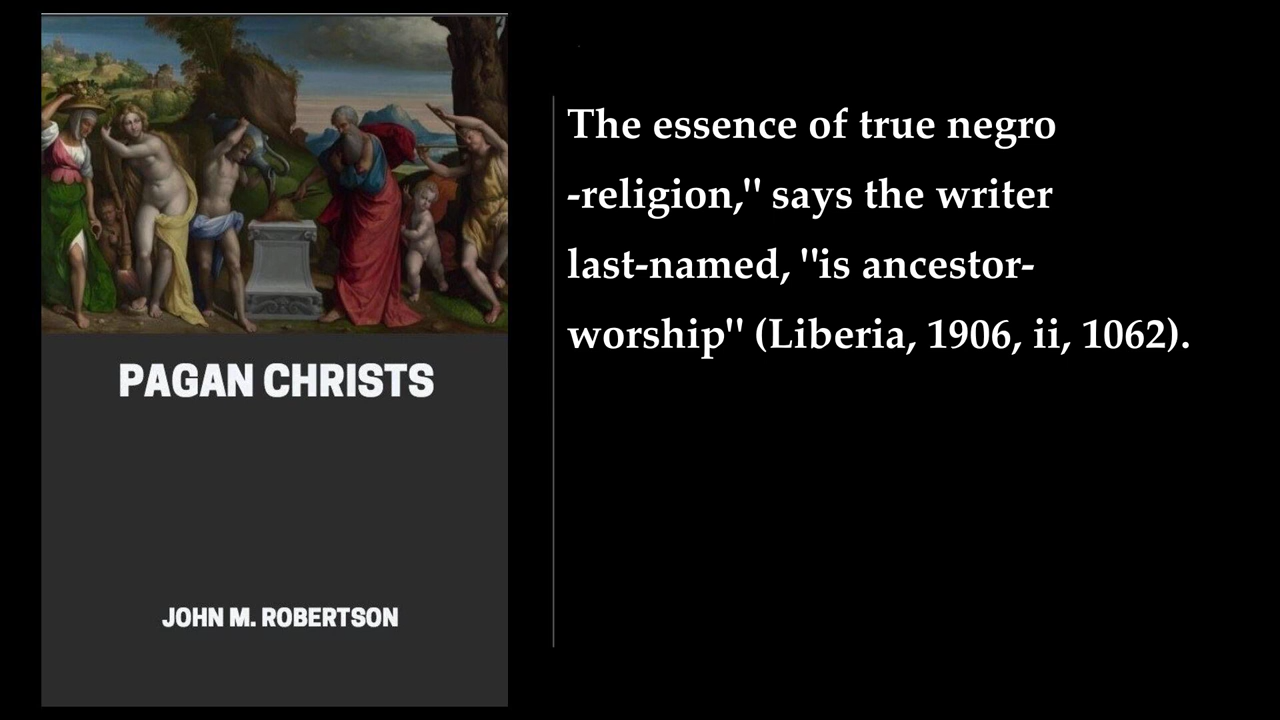 PAGAN CHRISTS
JOHN M. ROBERTSON
The essence of true negro
-religion," says the writer
last-named, "is ancestor-
worship" (Liberia, 1906, ii, 1062).